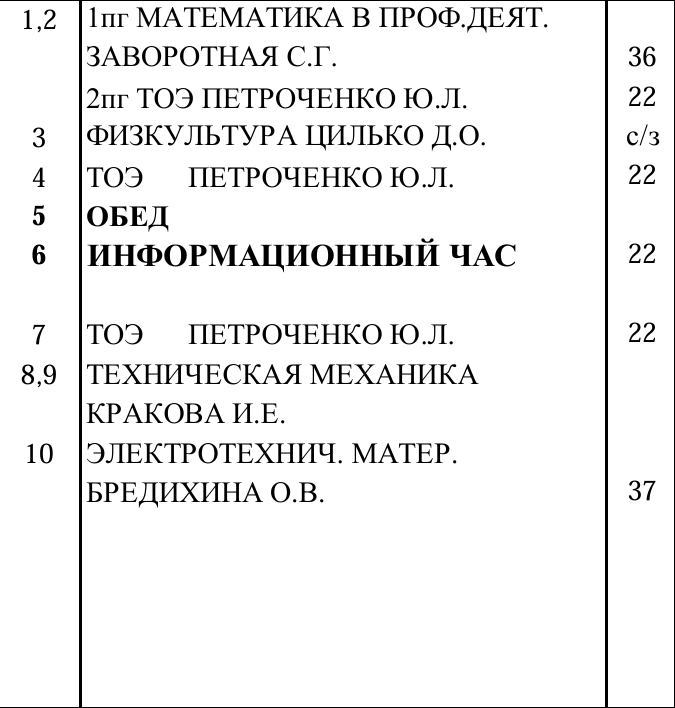 1,2 1пг МАТЕМАТИКА В ПРОФ.ДЕЯТ.
ЗАВОРОТНАЯ С.Г. 36
2пг ТОЭ ПЕТРОЧЕНКО Ю.Л. 22
3 ФИЗКУЛЬТУРА ЦИЛЬКО Д.О. с/з
4 ТОЭ ПЕТРОЧЕНКО Ю.Л. 22
5 ОБЕД
6 ИНФОРМАЦИОННЫЙ ЧАС 22
7 ТОЭ ПЕТРОЧЕНКО Ю.Л. 22
8,9 ТЕХНИЧЕСКАЯ МЕХАНИКА
КРАКОВА И.Е.
10 ЭЛЕКТРОТЕХНИЧ. МАТЕР.
БРЕДИХИНА О.В. 37